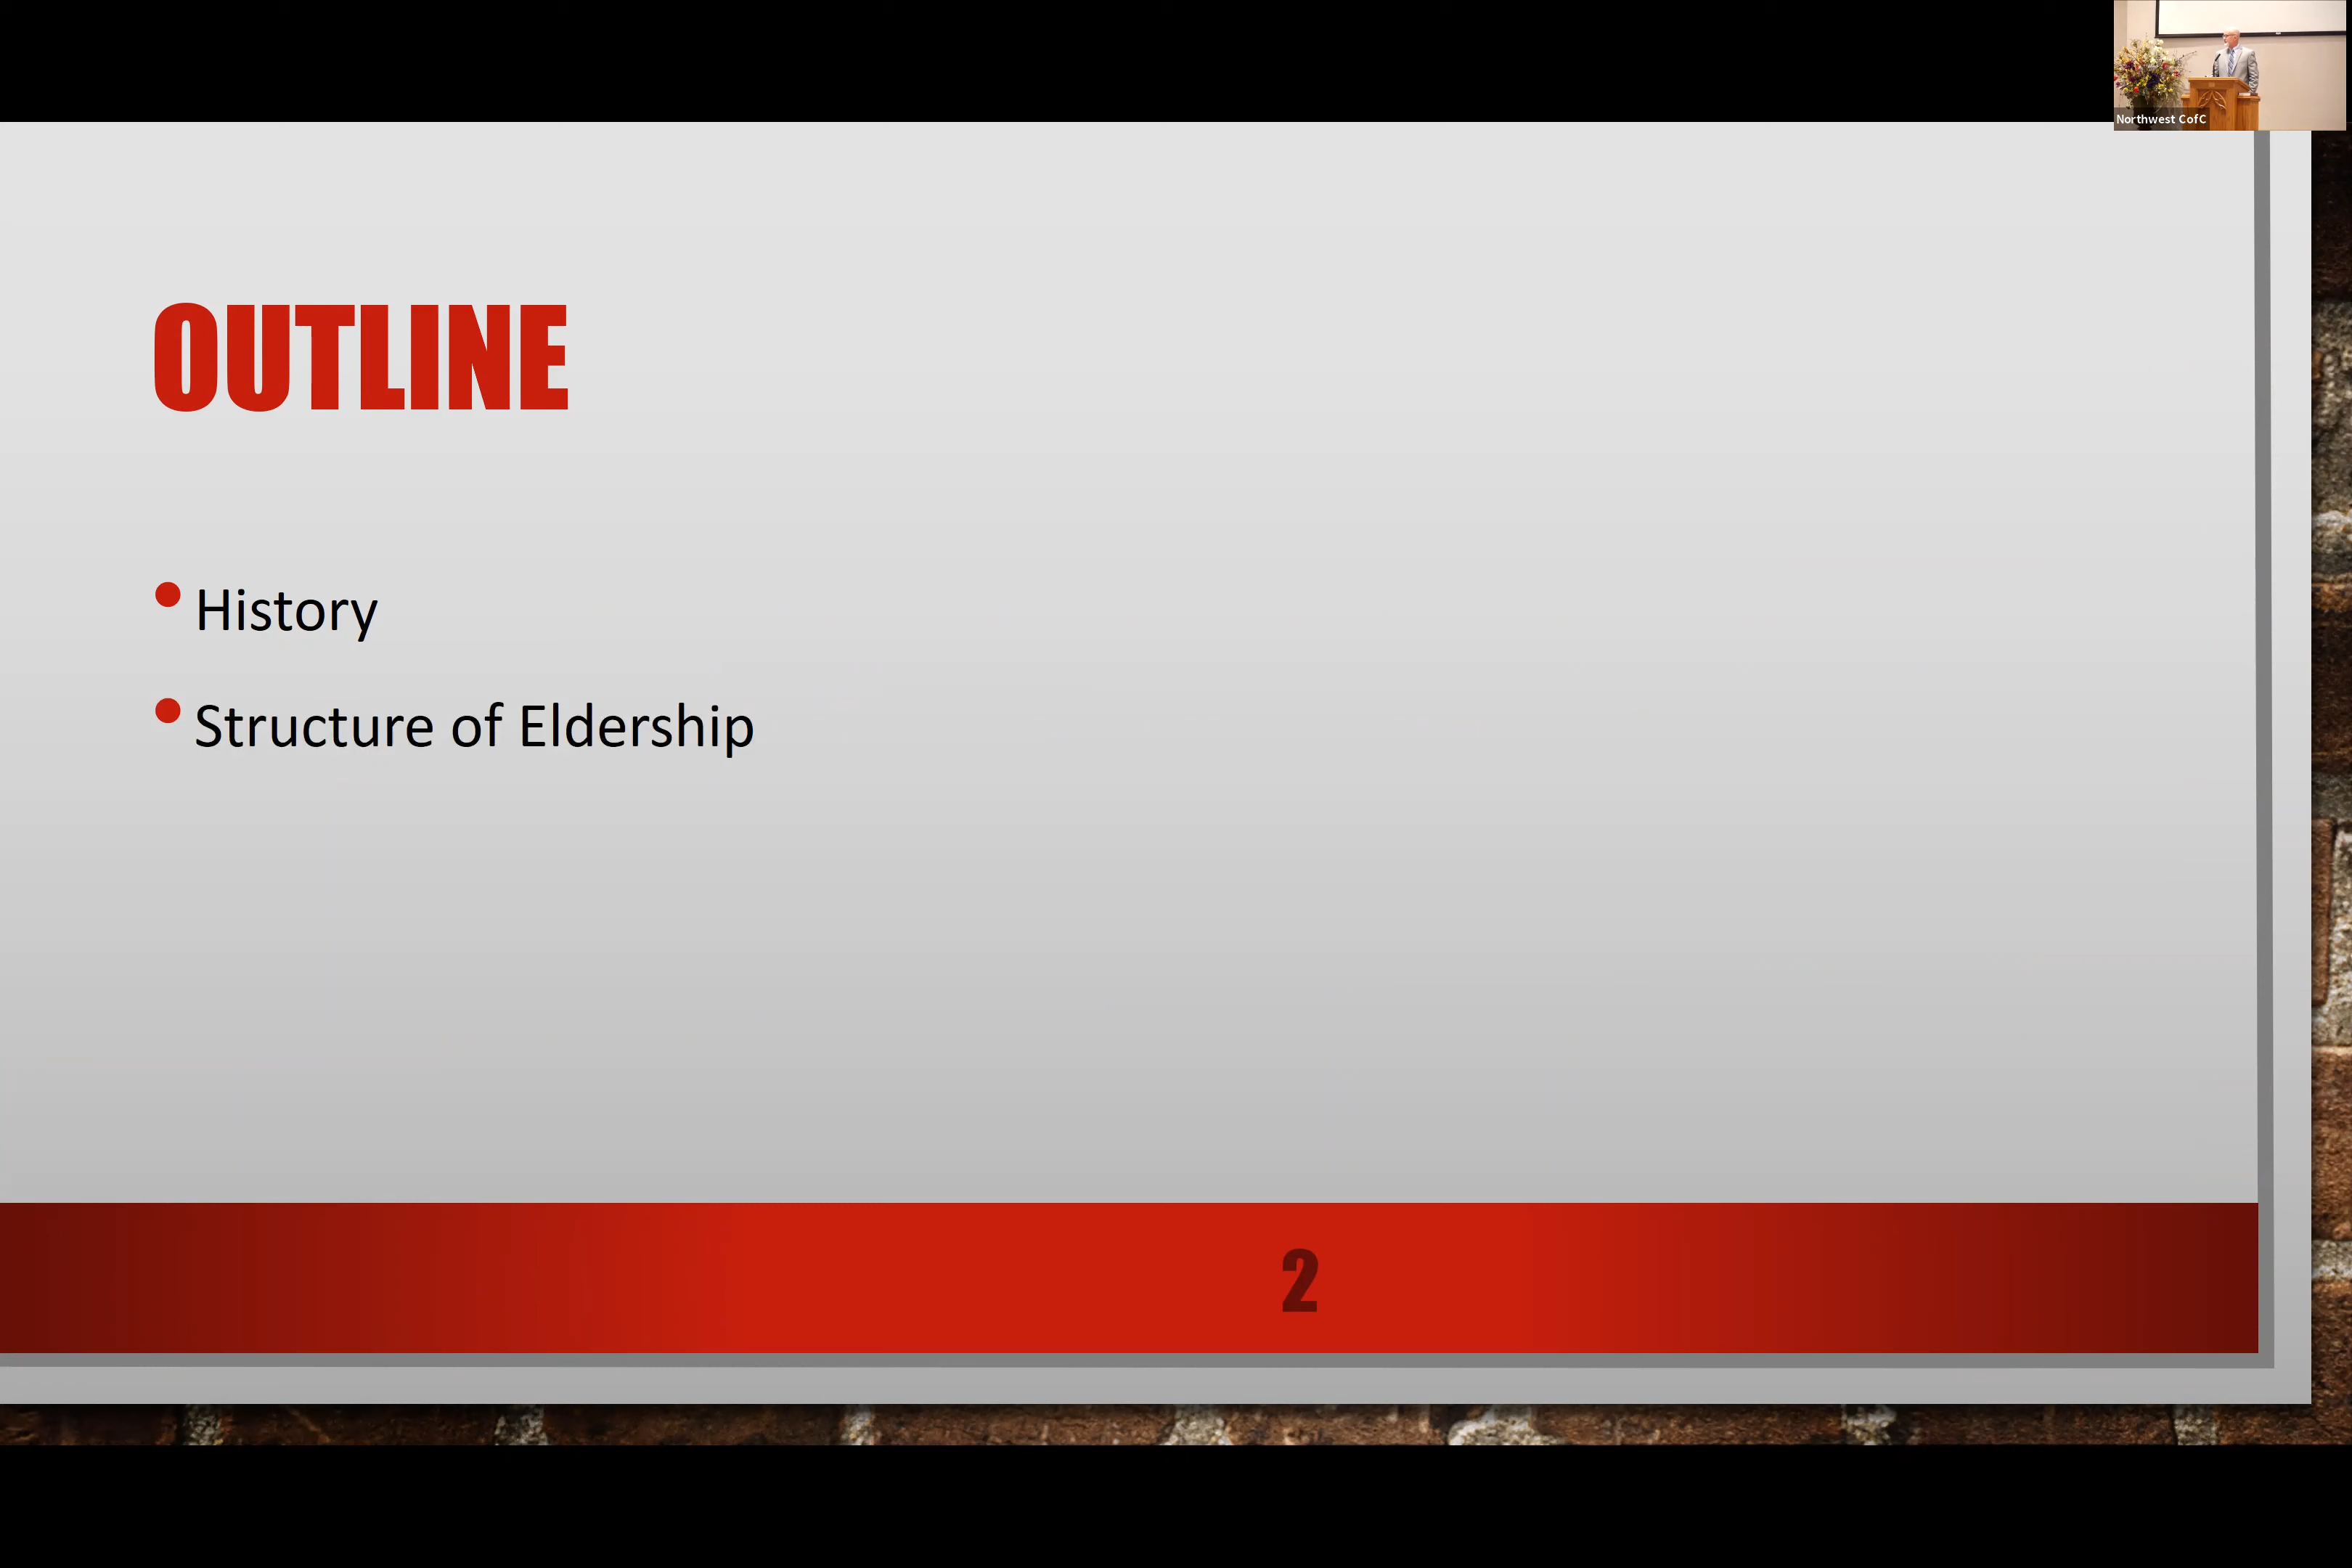 Northwest CofC
OUTLINE
• History
• Structure of Eldership
2